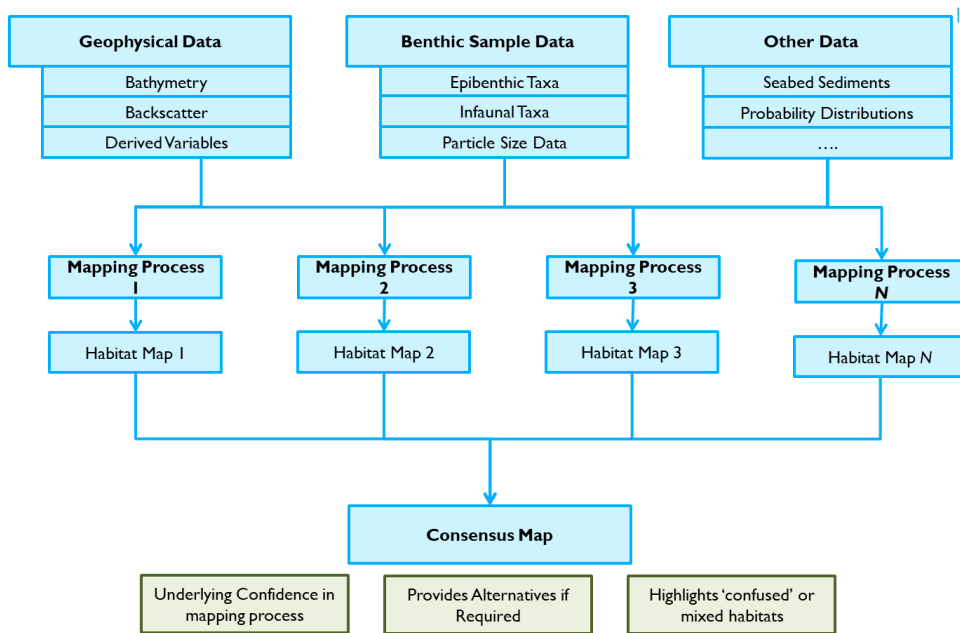 Geophysical Data
Bathymetry
Backscatter
Derived Variables
Benthic Sample Data
Epibenthic Taxa
Infaunal Taxa
Particle Size Data
Other Data
Seabed Sediments
Probability Distributions
....
Mapping Process
1
Mapping Process
2
Mapping Process
3
Mapping Process
N
Habitat Map 1
Habitat Map 2
Habitat Map 3
Habitat Map N
Consensus Map
Underlying Confidence in
mapping process
Provides Alternatives if
Required
Highlights ‘confused’ or
mixed habitats